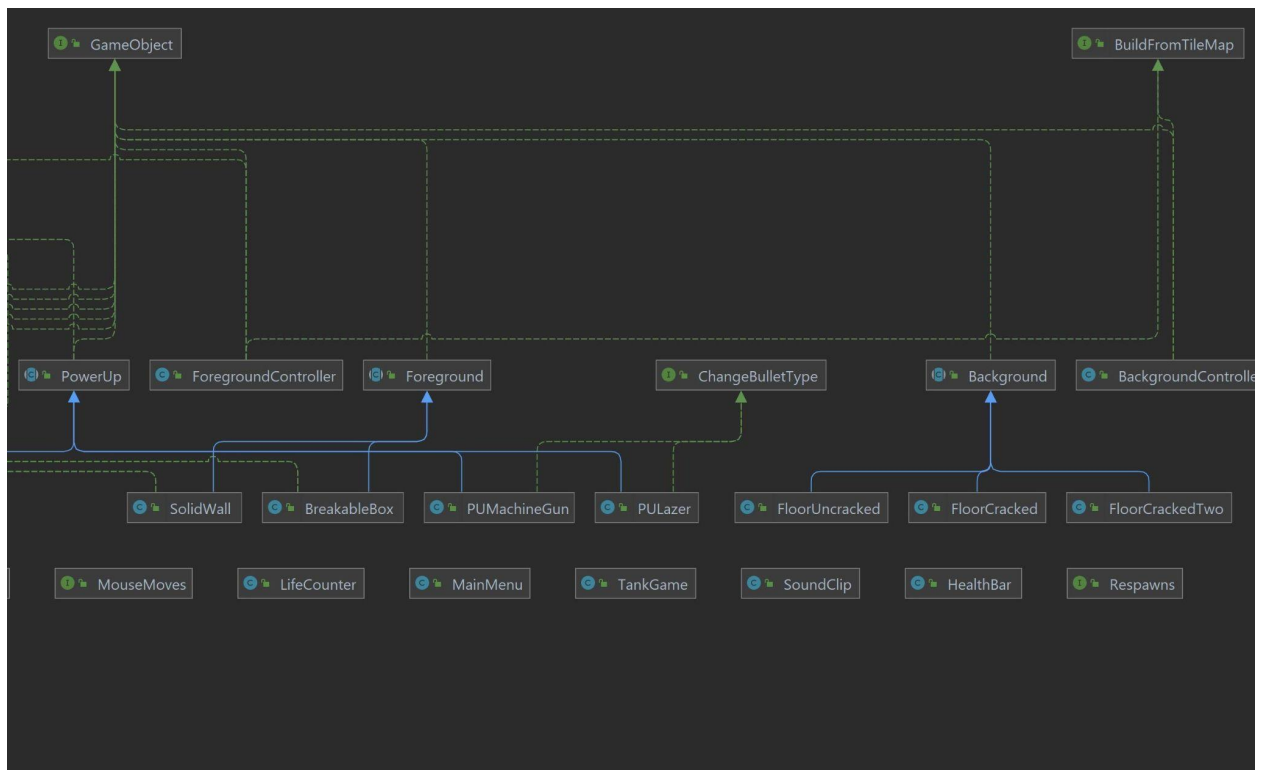 GameObject
BuildFromTileMap
PowerUp
ForegroundController
Foreground
ChangeBulletType
Background
BackgroundControlle
SolidWall
BreakableBox
PUMachineGun
PULazer
FloorUncracked
FloorCracked
FloorCrackedTwo
MouseMoves
LifeCounter
MainMenu
TankGame
SoundClip
HealthBar
Respawns